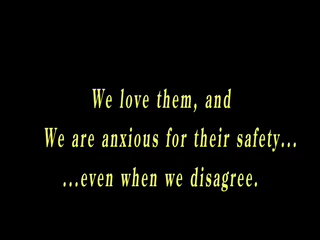 We love them, and
We are anxious for their safety...
...even when we disagree.